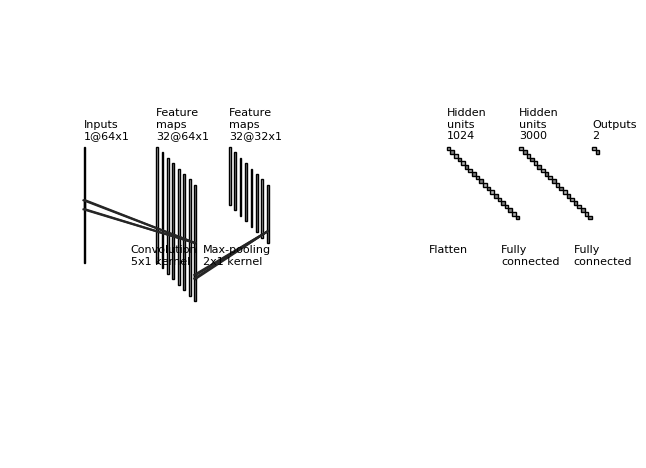 Inputs
1@64x1
Feature
maps
32@64x1
Feature
maps
32@32x1
Hidden
units
1024
Hidden
units
3000
Outputs
2
Convolution
5x1 kernel
Max-pooling
2x1 kernel
Flatten
Fully
connected
Fully
connected